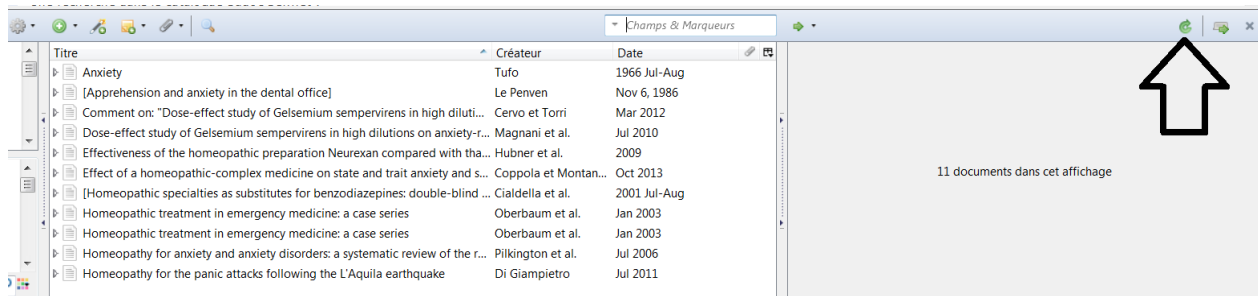 Champs & Marqueurs
Titre Créateur Date
Anxiety Tufo 1966 Jul-Aug
[Apprehension and anxiety in the dental office] Le Penven Nov 6, 1986
Comment on: "Dose-effect study of Gelsemium sempervirens in high diluti... Cervo et Torri Mar 2012
Dose-effect study of Gelsemium sempervirens in high dilutions on anxiety-r... Magnani et al. Jul 2010
Effectiveness of the homeopathic preparation Neurexan compared with tha... Hubner et al. 2009
Effect of a homeopathic-complex medicine on state and trait anxiety and s... Coppola et Montan... Oct 2013
[Homeopathic specialties as substitutes for benzodiazepines: double-blind ... Cialdella et al. 2001 Jul-Aug
Homeopathic treatment in emergency medicine: a case series Oberbaum et al. Jan 2003
Homeopathic treatment in emergency medicine: a case series Oberbaum et al. Jan 2003
Homeopathy for anxiety and anxiety disorders: a systematic review of the r... Pilkington et al. Jul 2006
Homeopathy for the panic attacks following the L'Aquila earthquake Di Giampietro Jul 2011
11 documents dans cet affichage